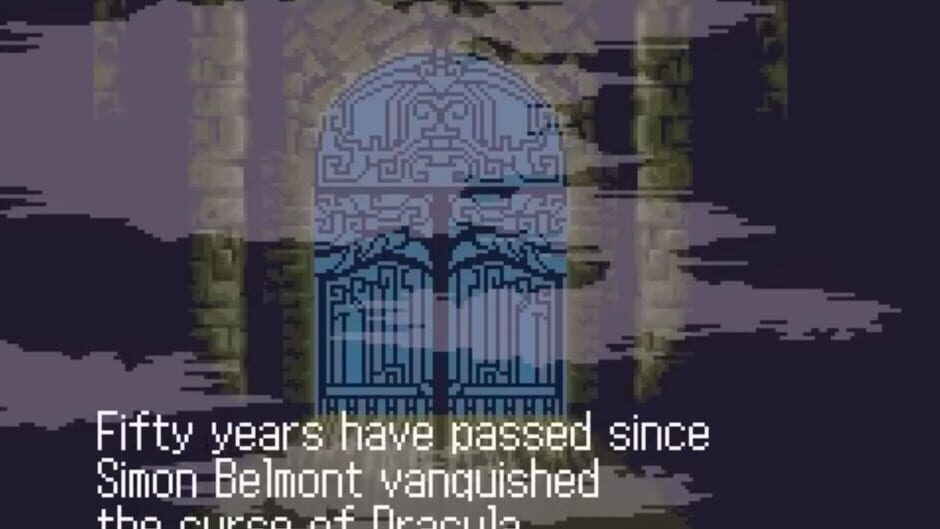 Fifty years have passed since
Simon Belmont vanquished
the curse of Dracula